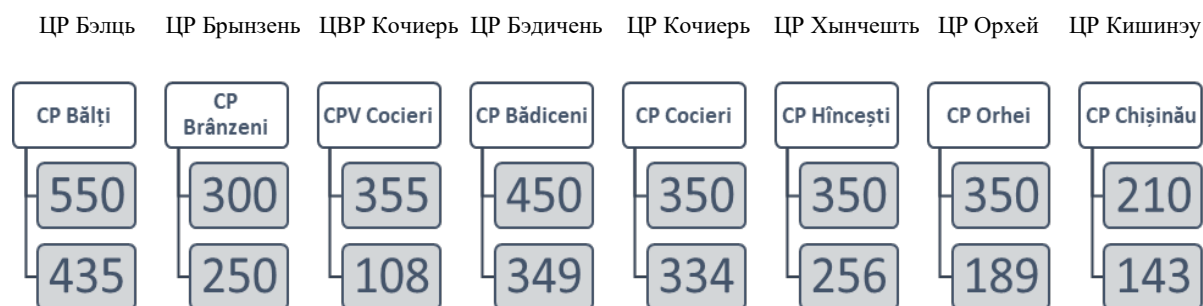 ЦР Бэлць ЦР Брынзень ЦВР Кочиерь ЦР Бэдичень ЦР Кочиерь ЦР Хынчешть ЦР Орхей ЦР Кишинэу
CP Bălți
CP
Brânzeni
CPV Cocieri
CP Bădiceni
CP Cocieri
CP Hîncești
CP Orhei
CP Chișinău
550 300 355 450 350 350 350 210
435 250 108 349 334 256 189 143